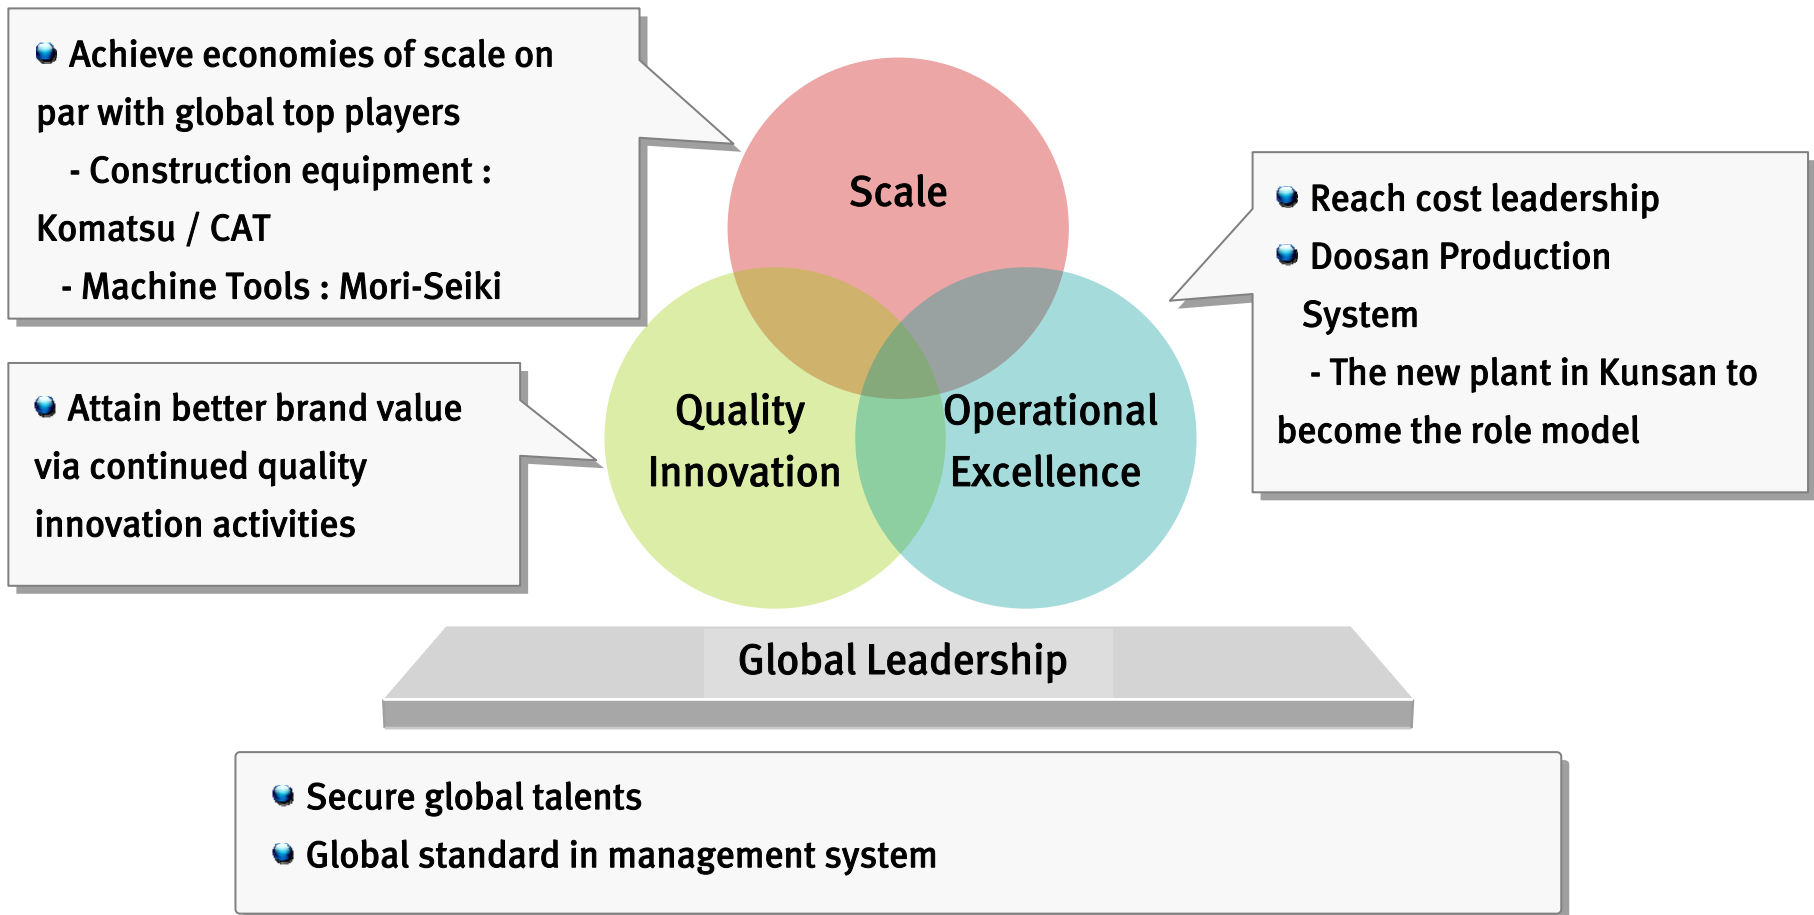 Achieve economies of scale on
par with global top players
- Construction equipment :
Komatsu / CAT
- Machine Tools : Mori-Seiki
Scale
Reach cost leadership
Doosan Production
System
- The new plant in Kunsan to
become the role model
Attain better brand value
via continued quality
innovation activities
Quality
Innovation
Operational
Excellence
Global Leadership
Secure global talents
Global standard in management system